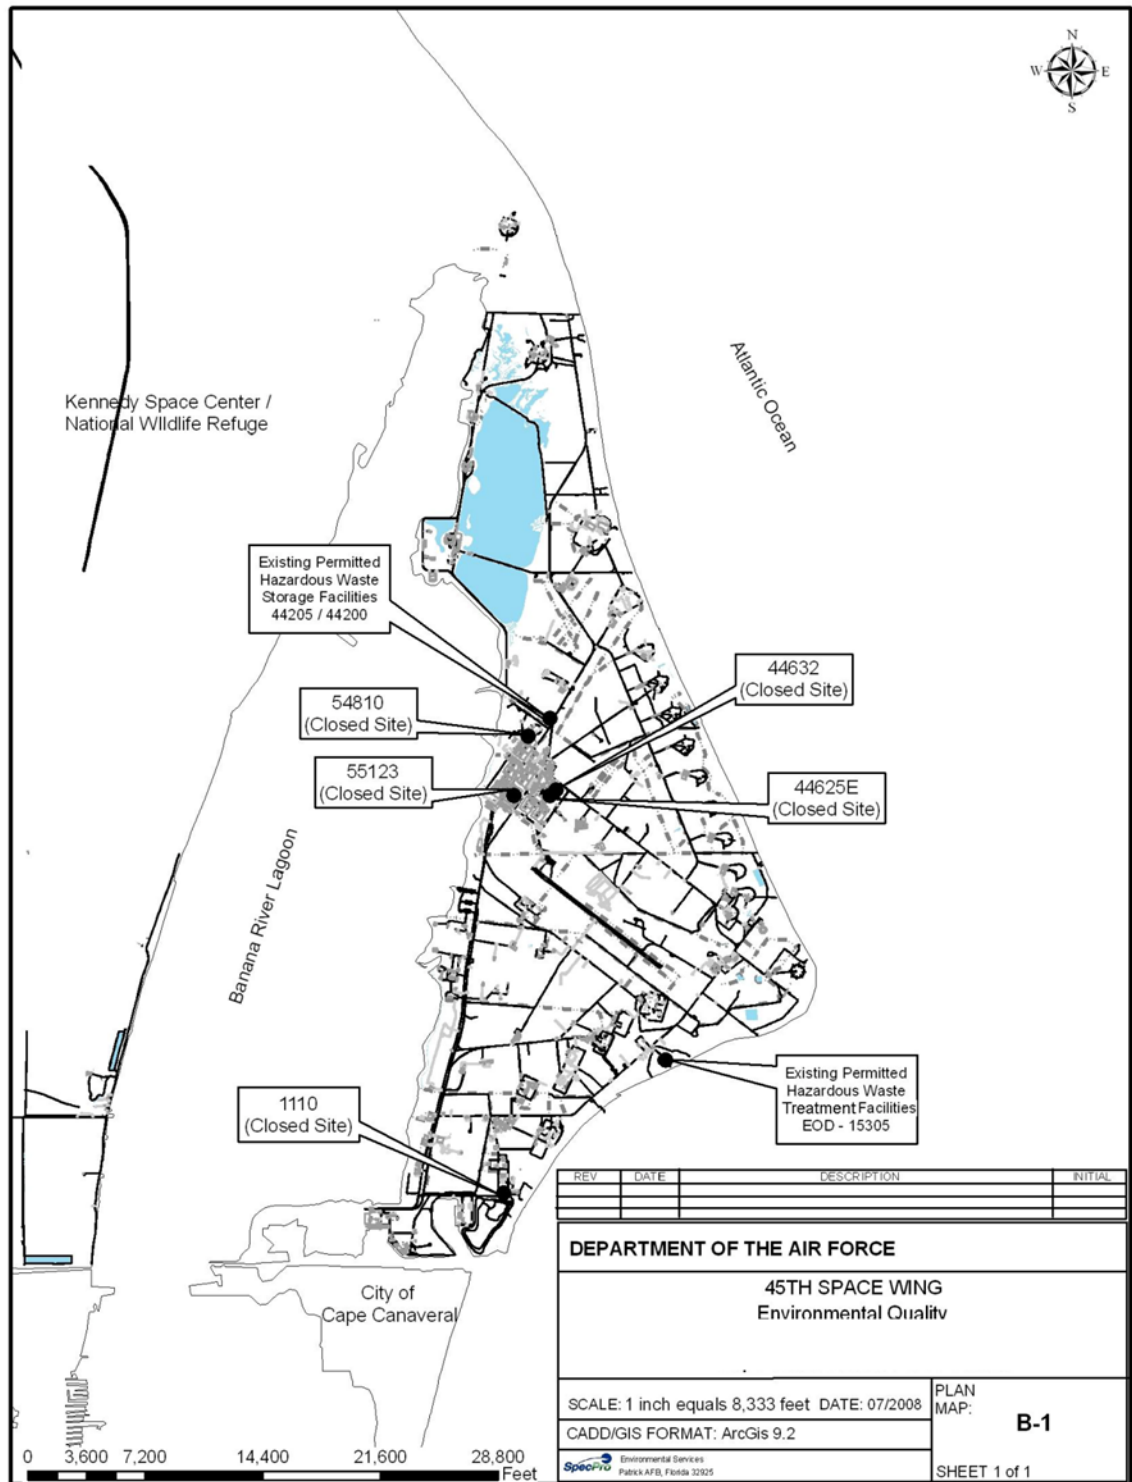 N
W E
S
Atlantic Ocean
Kennedy Space Center /
National WIldlife Refuge
Existing Permitted
Hazardous Waste
Storage Facilities
44205 / 44200
44632
(Closed Site)
54810
(Closed Site)
55123
(Closed Site)
44625E
(Closed Site)
Banana River Lagoon
Existing Permitted
Hazardous Waste
Treatment Facilities
EOD - 15305
1110
(Closed Site)
City of
Cape Canaveral
REV DATE DESCRIPTION INITIAL
DEPARTMENT OF THE AIR FORCE
45TH SPACE WING
Environmental Quality
SCALE: 1 inch equals 8,333 feet DATE: 07/2008
CADD/GIS FORMAT: ArcGis 9.2
SpecPro Environmental Services
Patrick AFB, Florida 32925
PLAN
MAP:
B-1
SHEET 1 of 1
0 3,600 7,200 14,400 21,600 28,800
Feet